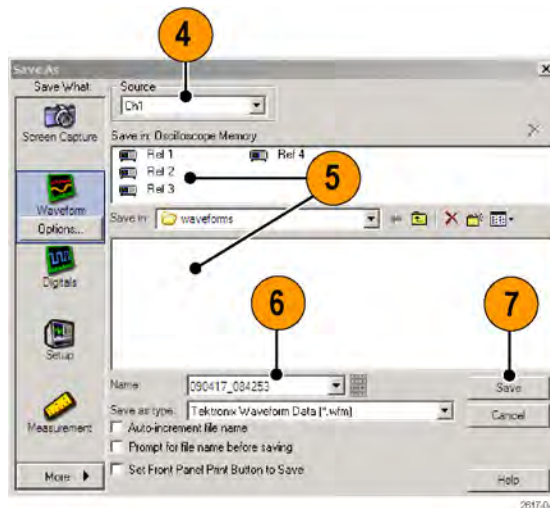 4
Save As
Save What:
Source
Ch1
Screen Capture
Save in: Oscilloscope Memory
Ref 1
Ref 4
Ref 2
Ref 3
5
Waveform
Options...
Save in:
waveforms
Digitals
6
7
Setup
Name:
090417_084253
Save
Save as type:
Tektronix Waveform Data (*.wfm)
Cancel
Measurement
Auto-increment file name
Prompt for file name before saving
Set Front Panel Print Button to Save
More
Help